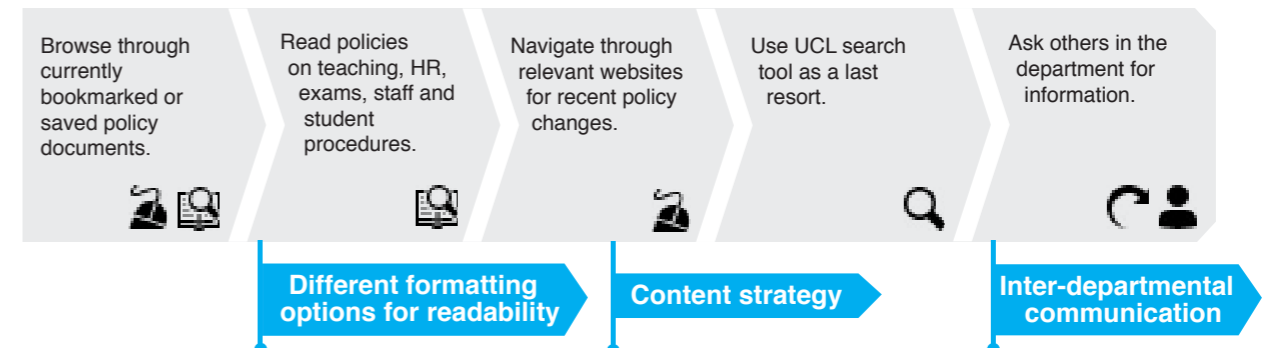 Browse through
currently
bookmarked or
saved policy
documents.
Read policies
on teaching, HR,
exams, staff and
student
procedures.
Navigate through
relevant websites
for recent policy
changes.
Use UCL search
tool as a last
resort.
Ask others in the
department for
information.
Different formatting
options for readability
Content strategy
Inter-departmental
communication